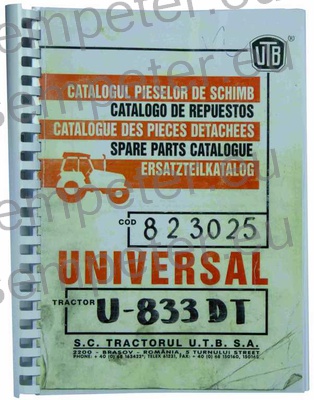 UTB
CATALOGUL PIESELOR DE SCHIMB
CATALOGO DE REPUESTOS
CATALOGUE DES PIECES DETACHEES
SPARE PARTS CATALOGUE
ERSATZTEILKATALOG
COD 823025
UNIVERSAL
TRACTOR U-833 DT
S.C. TRACTORUL U.T.B. S.A.
2200 - BRASOV - ROMÂNIA, 5 TURNULUI STREET